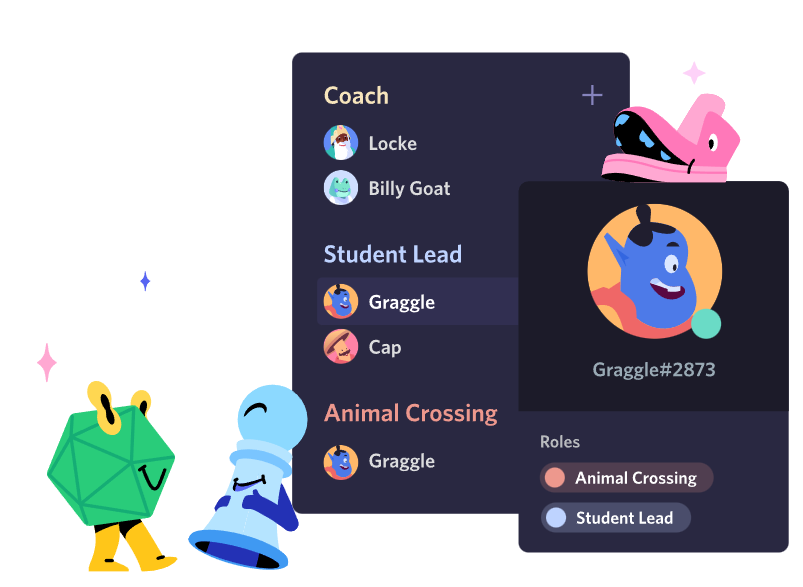 Coach
Locke
Billy Goat
Student Lead
Graggle
Cap
Animal Crossing
Graggle
Graggle#2873
Roles
Animal Crossing
Student Lead